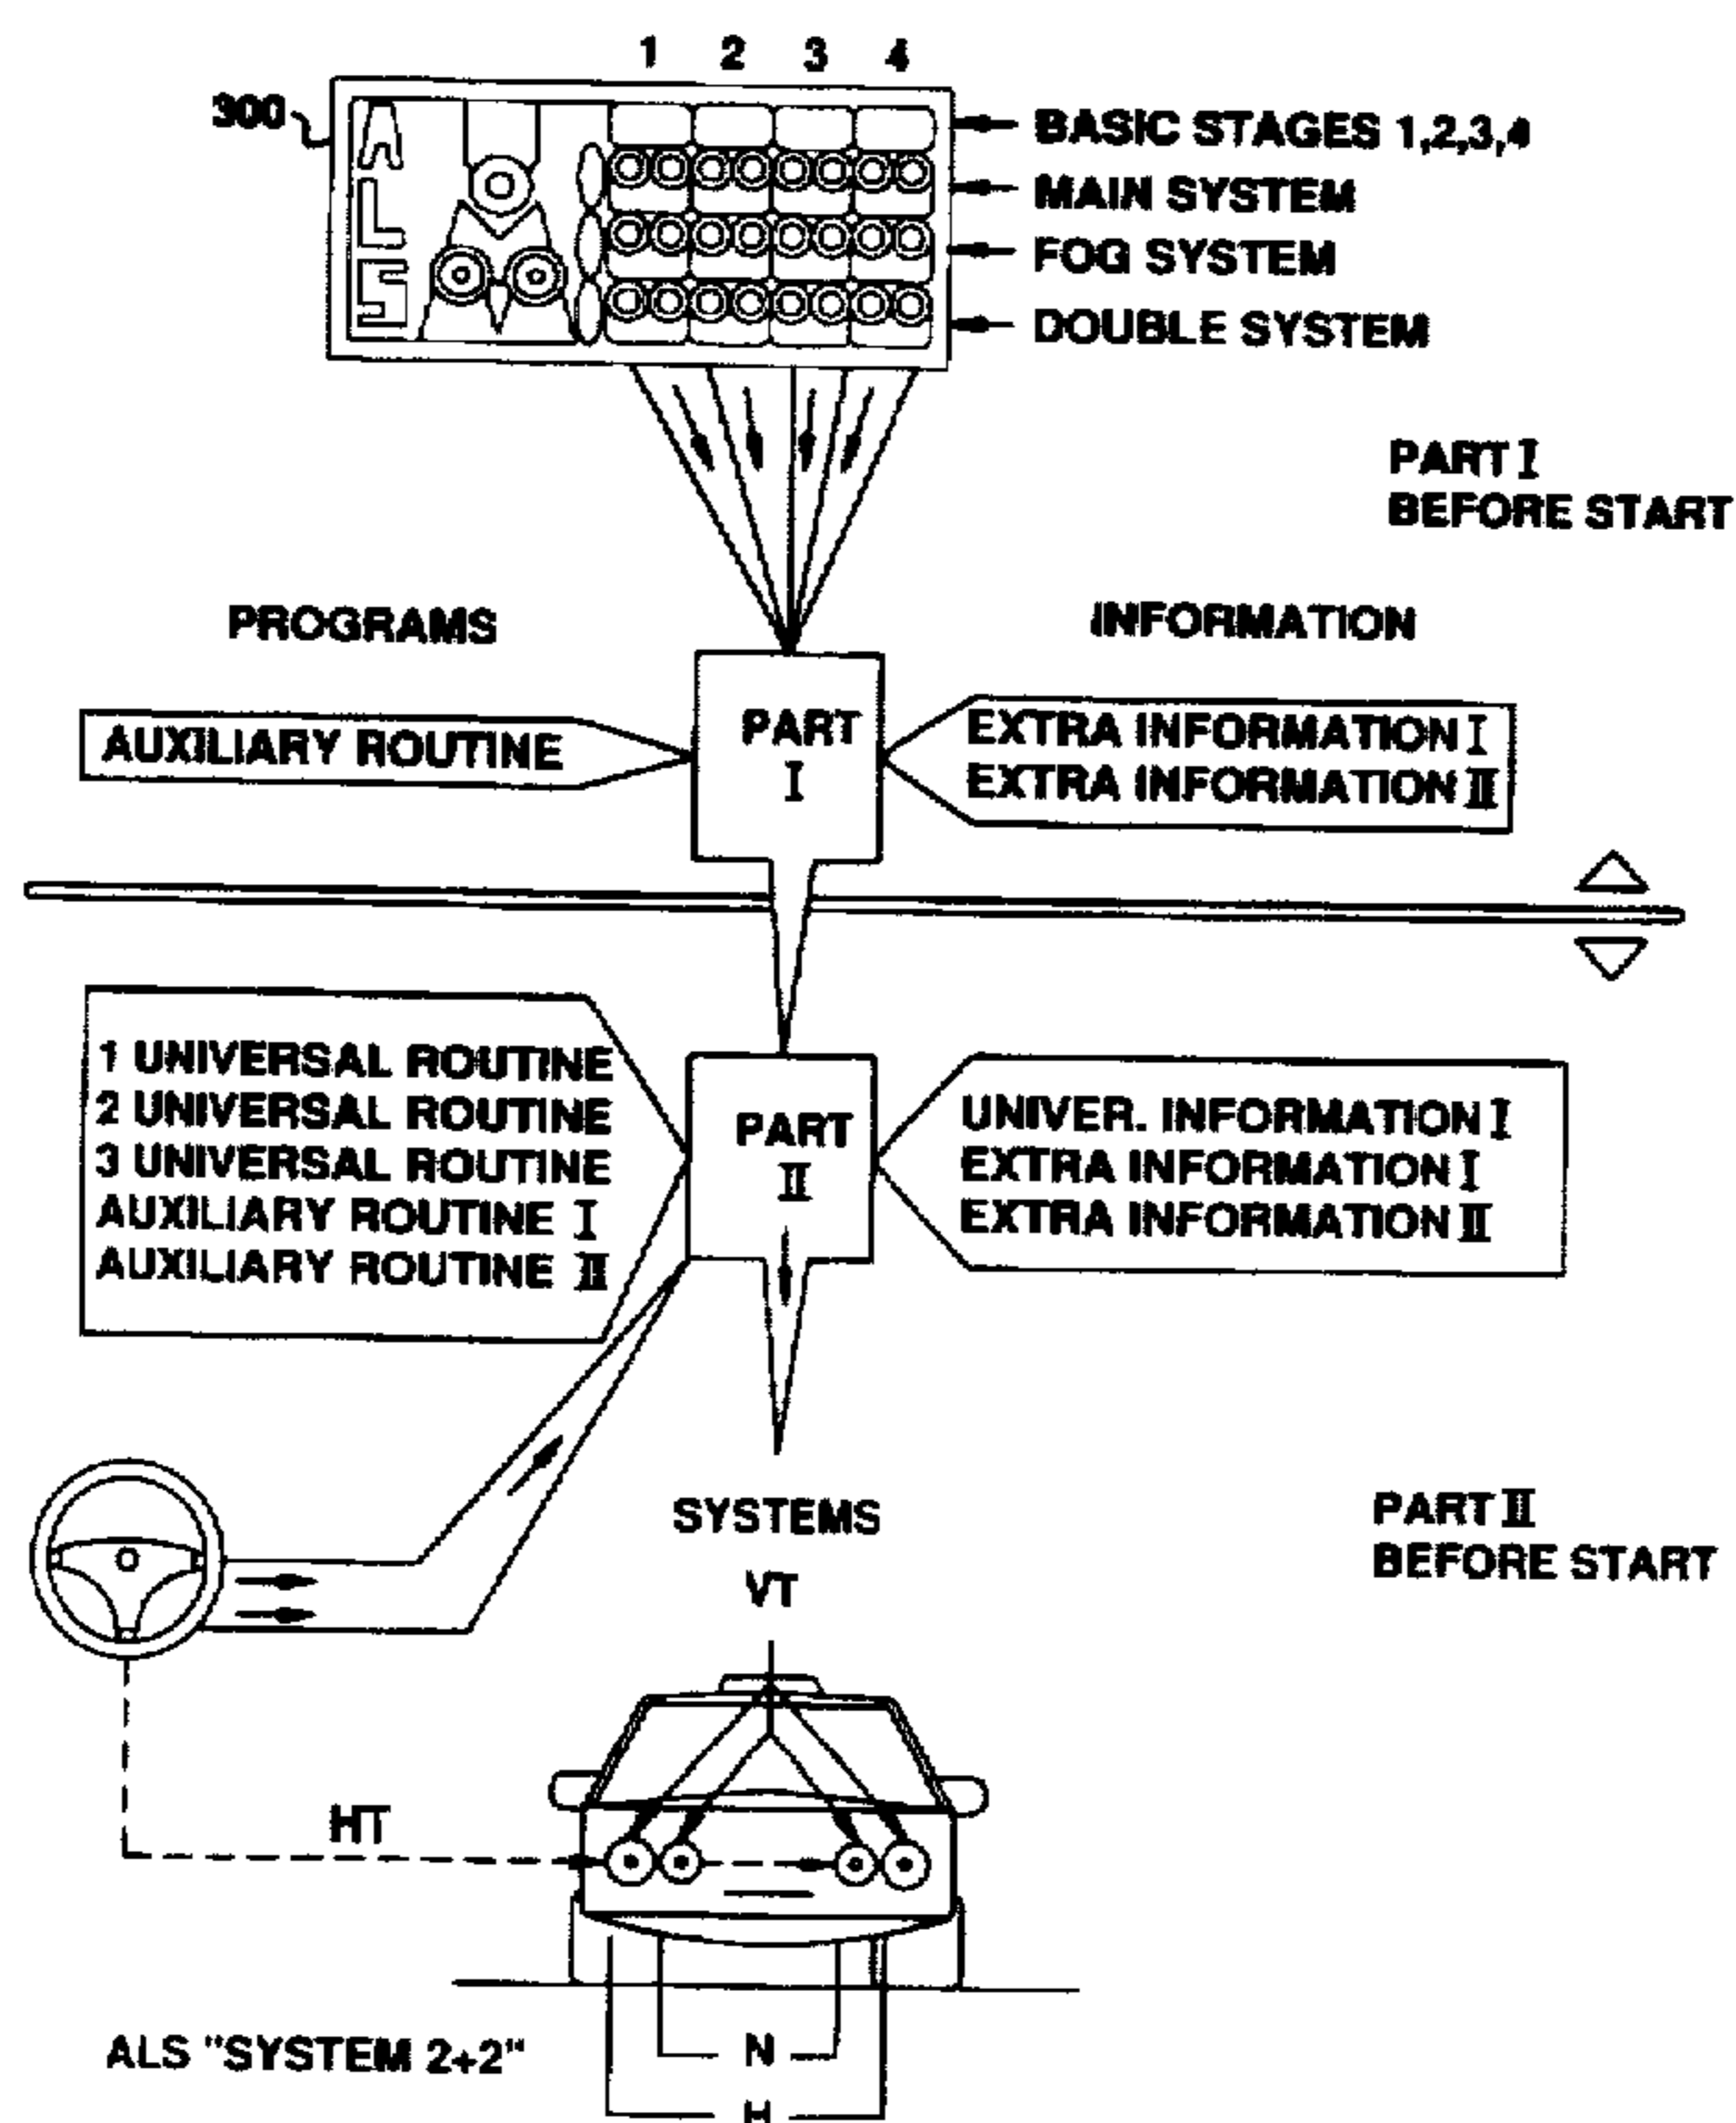 1 2 3 4
300
A
L
S
BASIC STAGES 1,2,3,4
MAIN SYSTEM
FOG SYSTEM
DOUBLE SYSTEM
PART I
BEFORE START
PROGRAMS
INFORMATION
AUXILIARY ROUTINE
PART
I
EXTRA INFORMATION I
EXTRA INFORMATION II
1 UNIVERSAL ROUTINE
2 UNIVERSAL ROUTINE
3 UNIVERSAL ROUTINE
AUXILIARY ROUTINE I
AUXILIARY ROUTINE II
PART
II
UNIVER. INFORMATION I
EXTRA INFORMATION I
EXTRA INFORMATION II
SYSTEMS
VT
PART II
BEFORE START
HT
ALS "SYSTEM 2+2"
N
H